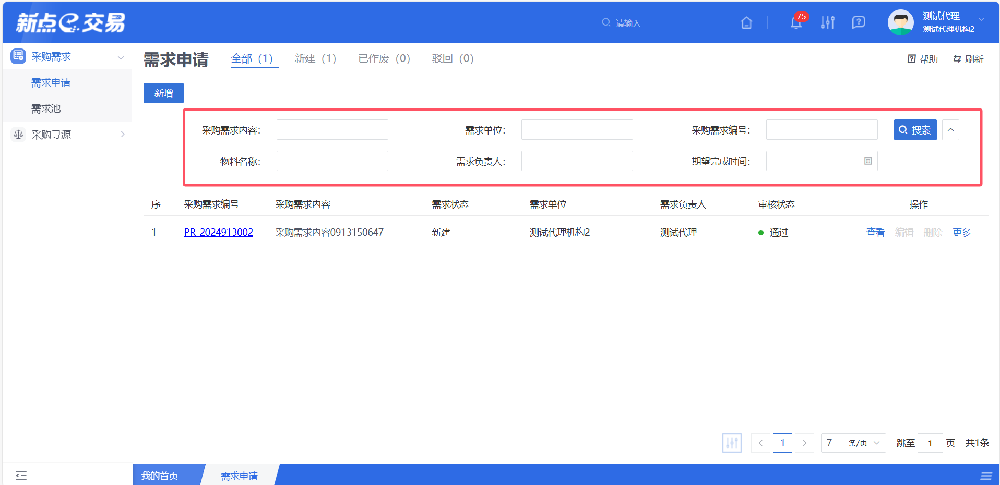 新点e交易
请输入
75
测试代理
测试代理机构2
采购需求
需求申请
需求池
采购寻源
需求申请 全部（1） 新建（1） 已作废（0） 驳回（0）
帮助 刷新
新增
采购需求内容： 需求单位： 采购需求编号： 搜索
物料名称： 需求负责人： 期望完成时间：
序 采购需求编号 采购需求内容 需求状态 需求单位 需求负责人 审核状态 操作
1 PR-2024913002 采购需求内容0913150647 新建 测试代理机构2 测试代理 通过 查看 编辑 删除 更多
1 7 条/页 跳至 1 页 共1条
我的首页 需求申请